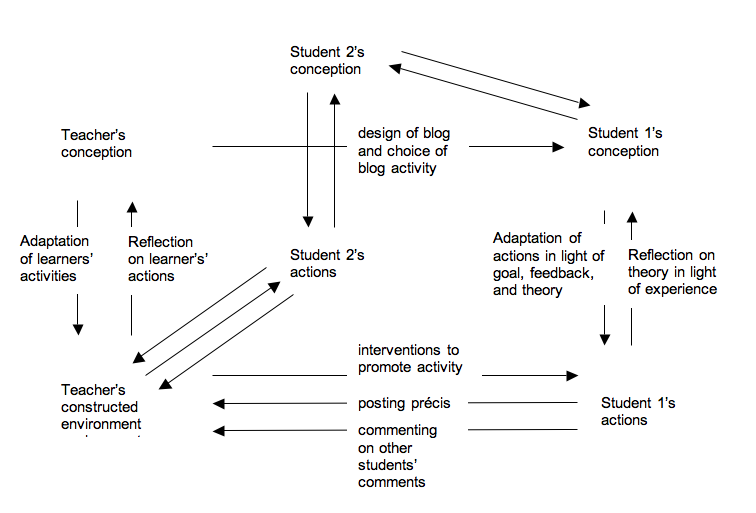 Student 2's
conception
Teacher's
conception
design of blog
and choice of
blog activity
Student 1's
conception
Adaptation
of learners'
activities
Reflection
on learner's'
actions
Student 2's
actions
Adaptation of
actions in light of
goal, feedback,
and theory
Reflection on
theory in light
of experience
interventions to
promote activity
Teacher's
constructed
environment
posting précis
Student 1's
actions
commenting
on other
students'
comments